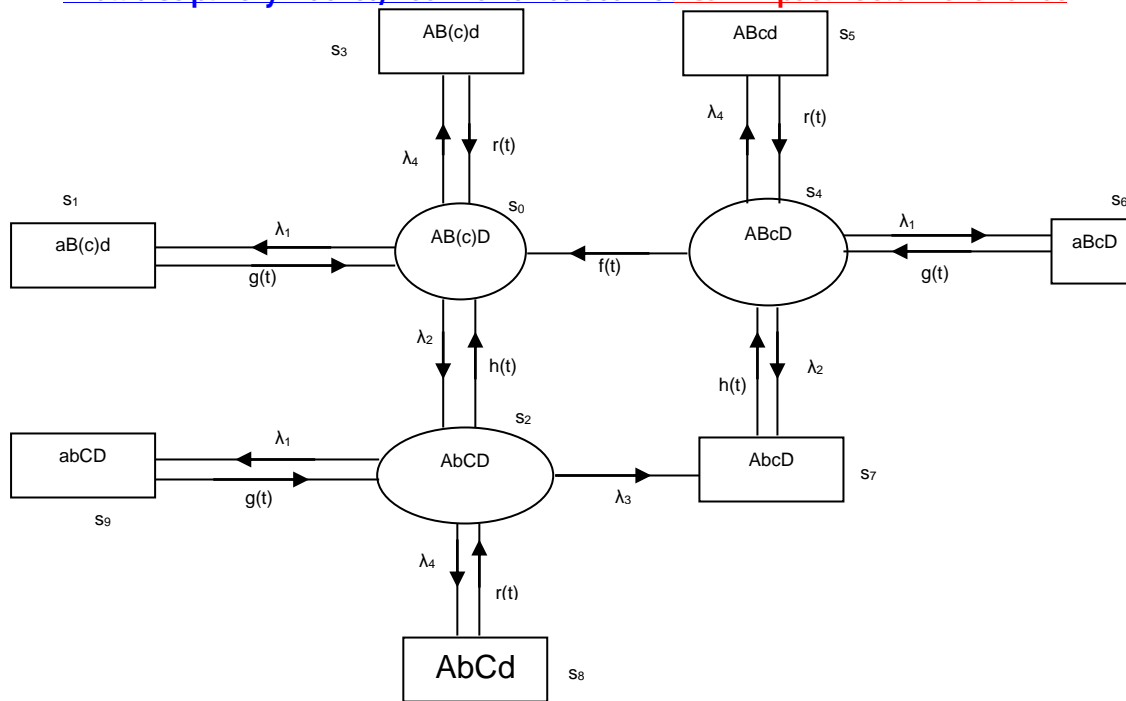 AB(c)d
s3
ABcd
s5
λ4
r(t)
λ4
r(t)
s1
aB(c)d
λ1
g(t)
s0
AB(c)D
f(t)
s4
ABcD
λ1
g(t)
s6
aBcD
λ2
h(t)
h(t)
λ2
s2
abCD
s9
λ1
g(t)
AbCD
λ3
AbcD
s7
λ4
r(t)
AbCd
s8